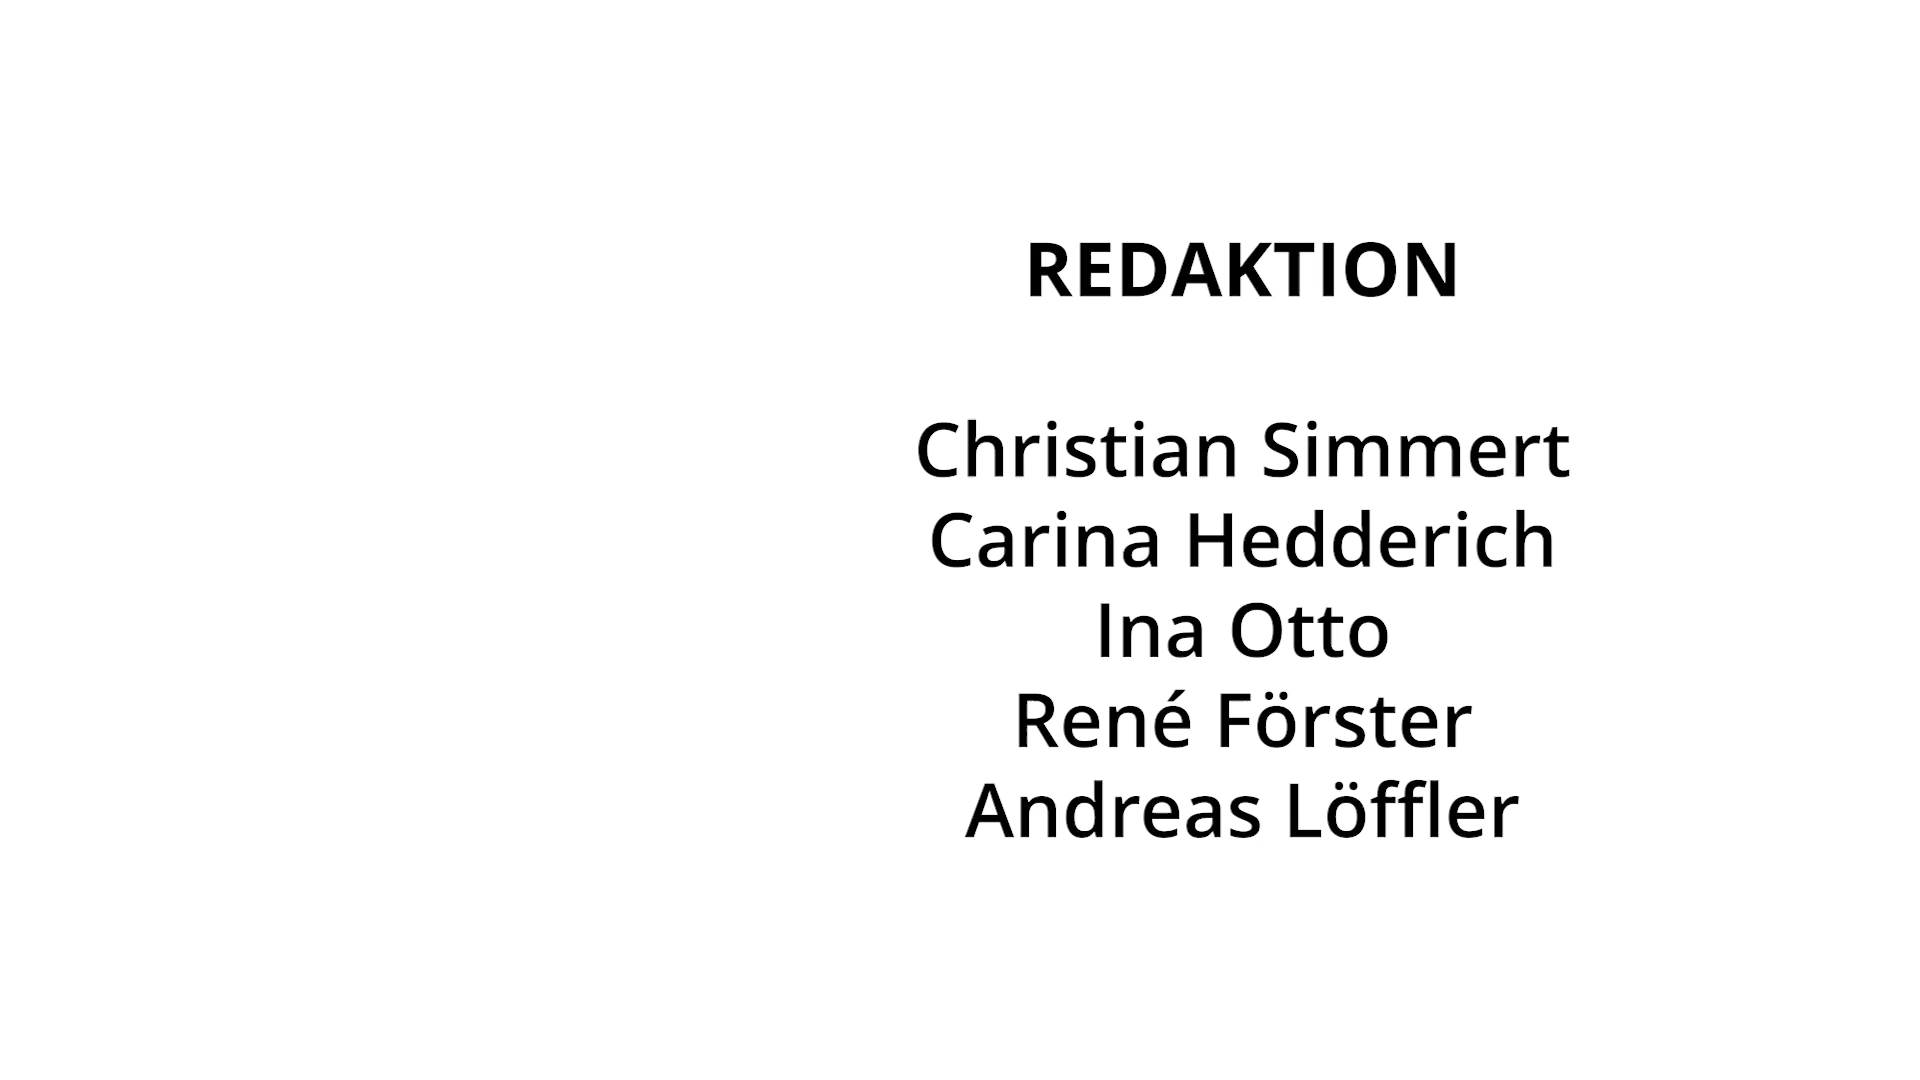 REDAKTION
Christian Simmert
Carina Hedderich
Ina Otto
René Förster
Andreas Löffler